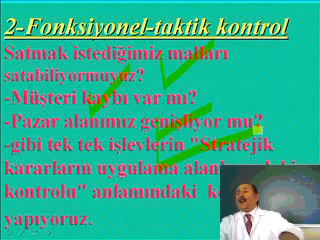 2-Fonksiyonel-taktik kontrol
Satmak istediğimiz malları
satabiliyormuyuz?
-Müşteri kaybı var mı?
-Pazar alanımız genişliyor mu?
-gibi tek tek işlevlerin "Stratejik
kararların uygulama
kontrolu" anlamındaki
yapıyoruz.